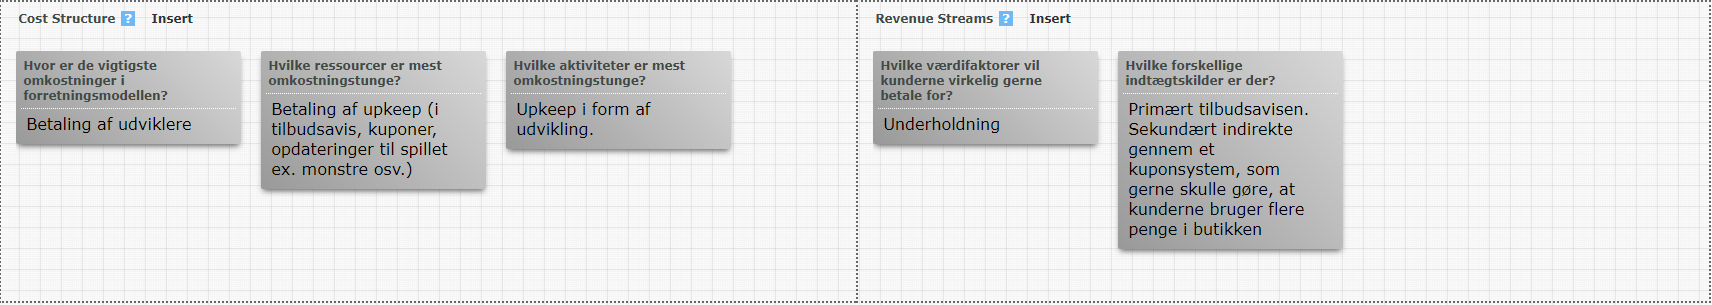 Cost Structure ? Insert
Hvor er de vigtigste
omkostninger i
forretningsmodellen?
Betaling af udviklere
Hvilke ressourcer er mest
omkostningstunge?
Betaling af upkeep (i
tilbudsavis, kuponer,
opdateringer til spillet
ex. monstre osv.)
Hvilke aktiviteter er mest
omkostningstunge?
Upkeep i form af
udvikling.
Revenue Streams ? Insert
Hvilke værdifaktorer vil
kunderne virkelig gerne
betale for?
Underholdning
Hvilke forskellige
indtægtskilder er der?
Primært tilbudsavisen.
Sekundært indirekte
gennem et
kuponsystem, som
gerne skulle gøre, at
kunderne bruger flere
penge i butikken